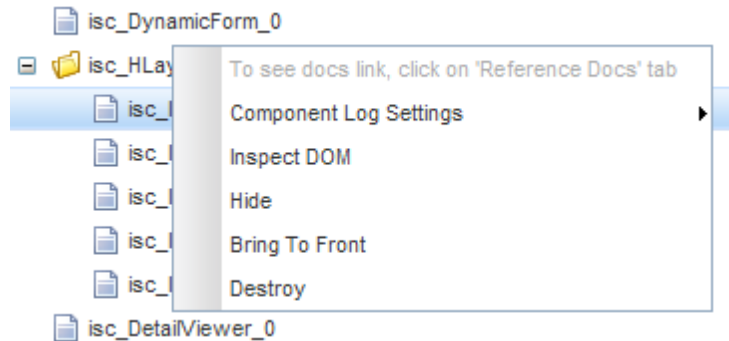 isc_DynamicForm_0
isc_HLay
To see docs link, click on 'Reference Docs' tab
isc_
Component Log Settings
isc_
Inspect DOM
isc_
Hide
isc_
Bring To Front
isc_
Destroy
isc_DetailViewer_0